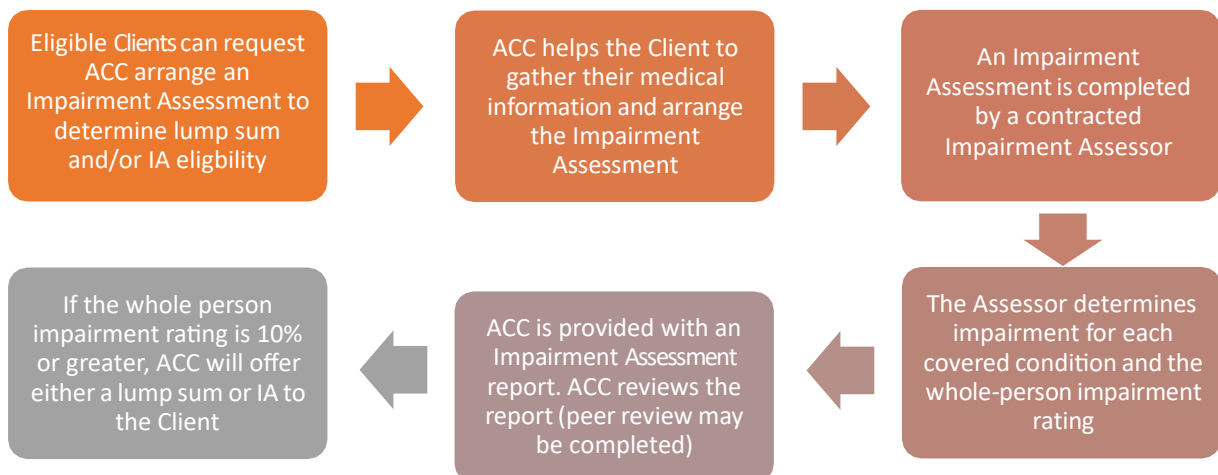 Eligible Clients can request
ACC arrange an
Impairment Assessment to
determine lump sum
and/or IA eligbility
ACC helps the Client to
gather their medical
information and arrange
the Impairment
Assessment
An Impairment
Assessment is completed
by a contracted
Impairment Assessor
The Assessor determines
impairment for each
covered condition and the
whole-person impairment
rating
ACC is provided with an
Impairment Assessment
report. ACC reviews the
report (peer review may
be completed)
If the whole person
impairment rating is 10%
or greater, ACC will offer
either a lump sum or IA to
the Client